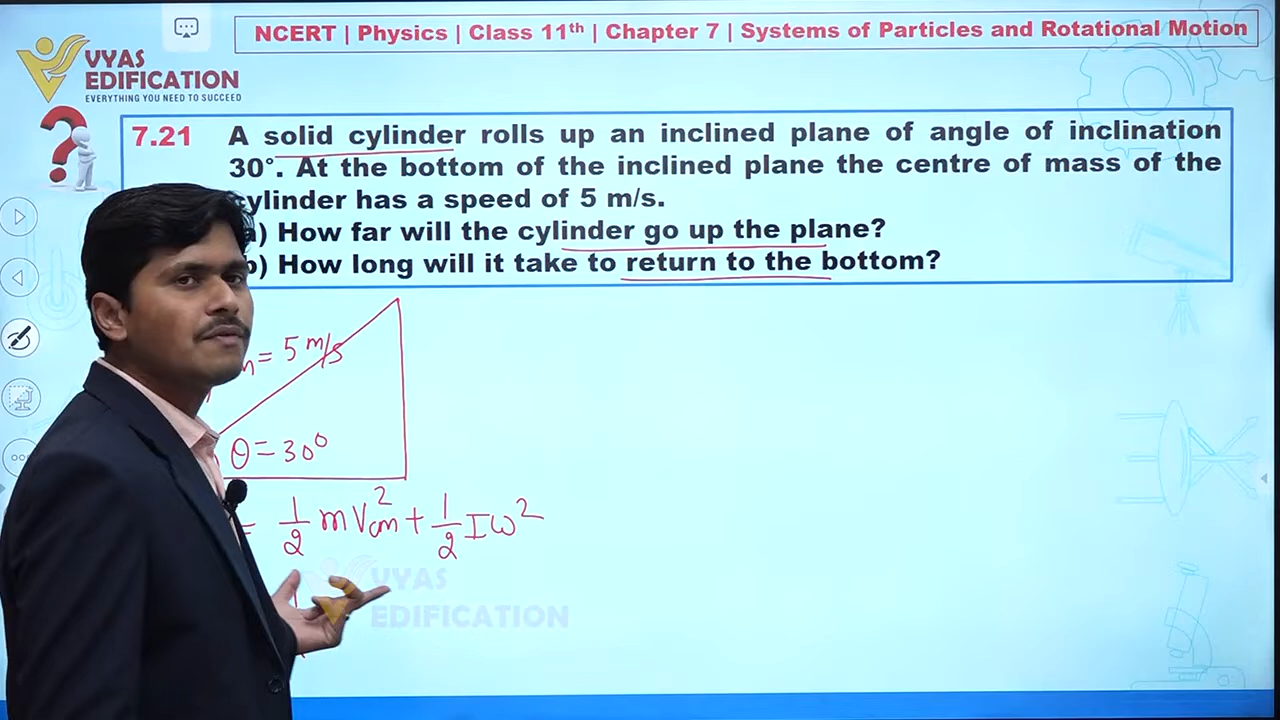 NCERT | Physics | Class 11th | Chapter 7 | Systems of Particles and Rotational Motion
VYAS
EDIFICATION
EVERYTHING YOU NEED TO SUCCEED
7.21 A solid cylinder rolls up an inclined plane of angle of inclination
30°. At the bottom of the inclined plane the centre of mass of the
cylinder has a speed of 5 m/s.
a) How far will the cylinder go up the plane?
b) How long will it take to return to the bottom?
= 5 m/s
θ = 30°
= 1/2 m Vcm² + 1/2 I ω²
VYAS
EDIFICATION